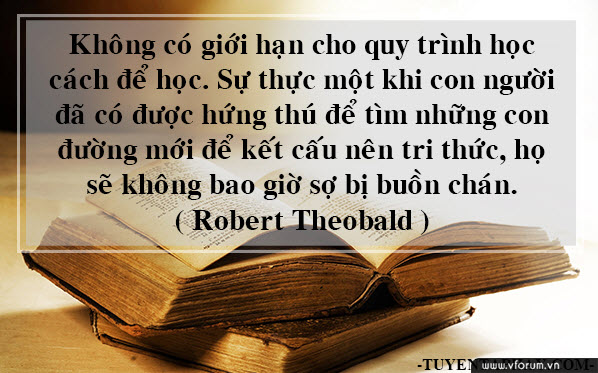 Không có giới hạn cho quy trình học
cách để học. Sự thực một khi con người
đã có được hứng thú để tìm những con
đường mới để kết cấu nên tri thức, họ
sẽ không bao giờ sợ bị buồn chán.
( Robert Theobald )
www.vforum.vn